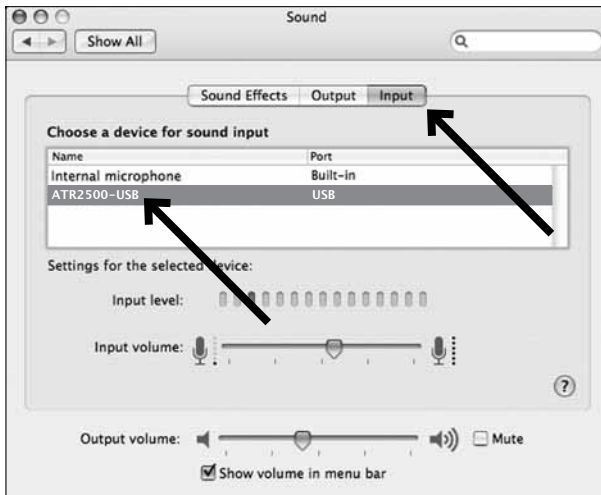 Sound
Show All
Sound Effects Output Input
Choose a device for sound input
Name Port
Internal microphone Built-in
ATR2500-USB USB
Settings for the selected device:
Input level:
Input volume:
?
Output volume: Mute
Show volume in menu bar